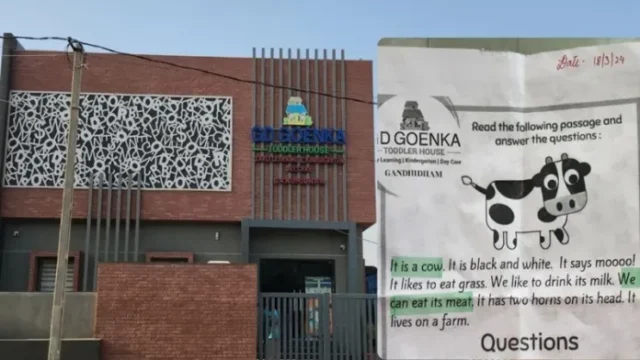 GD GOENKA
TODDLER HOUSE
Date - 18/3/24
GD GOENKA
TODDLER HOUSE
Learning | Kindergarten | Day Care
GANDHIDHAM
Read the following passage and
answer the questions :
It is a cow. It is black and white. It says moooo!
It likes to eat grass. We like to drink its milk. We
can eat its meat. It has two horns on its head. It
lives on a farm.
Questions